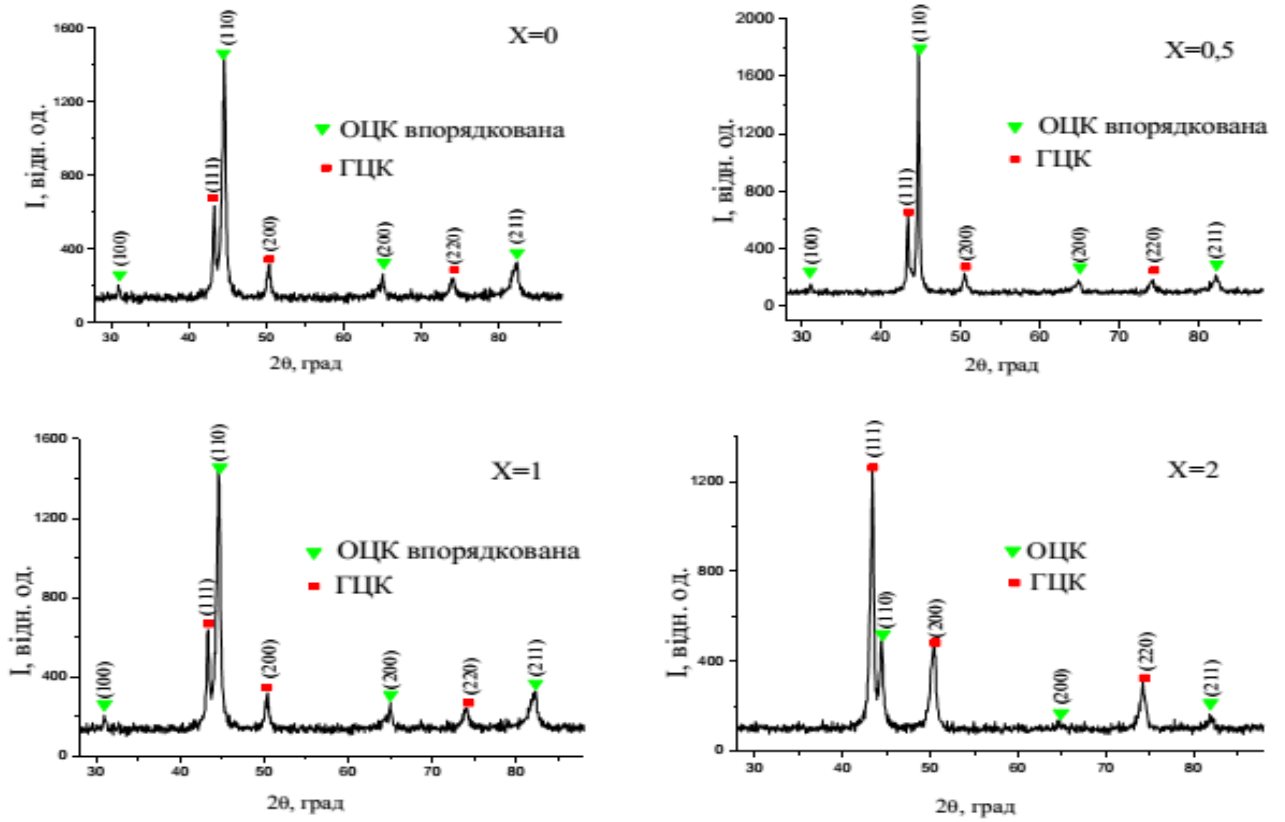 X=0
I, відн. од.
1600
1200
800
400
0
(100)
(111)
(110)
(200)
(200)
(220)
(211)
ОЦК впорядкована
ГЦК
30 40 50 60 70 80
2θ, град
X=0,5
I, відн. од.
2000
1600
1200
800
400
0
(100)
(111)
(110)
(200)
(200)
(220)
(211)
ОЦК впорядкована
ГЦК
30 40 50 60 70 80
2θ, град
X=1
I, відн. од.
1600
1200
800
400
0
(100)
(111)
(110)
(200)
(200)
(220)
(211)
ОЦК впорядкована
ГЦК
30 40 50 60 70 80
2θ, град
X=2
I, відн. од.
1200
800
400
0
(111)
(110)
(200)
(200)
(220)
(211)
ОЦК
ГЦК
30 40 50 60 70 80
2θ, град